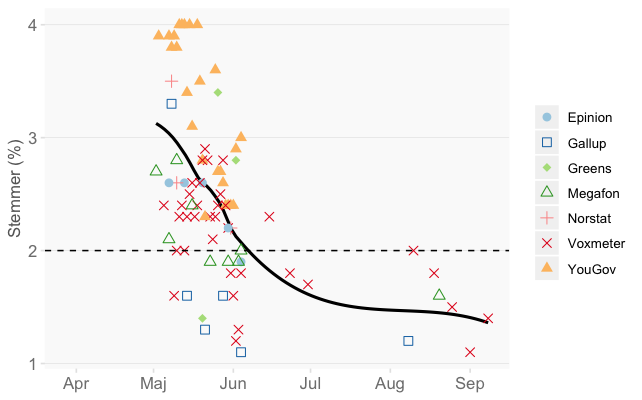 Stemmer (%)
4
3
2
1
Apr
Maj
Jun
Jul
Aug
Sep
Epinion
Gallup
Greens
Megafon
Norstat
Voxmeter
YouGov